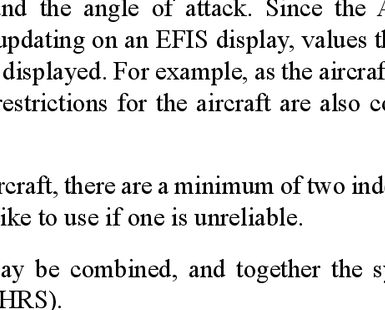 and the angle of attack. Since the A
updating on an EFIS display, values th
displayed. For example, as the aircraf
restrictions for the aircraft are also co
rcraft, there are a minimum of two inde
ike to use if one is unreliable.
ay be combined, and together the sy
HRS).